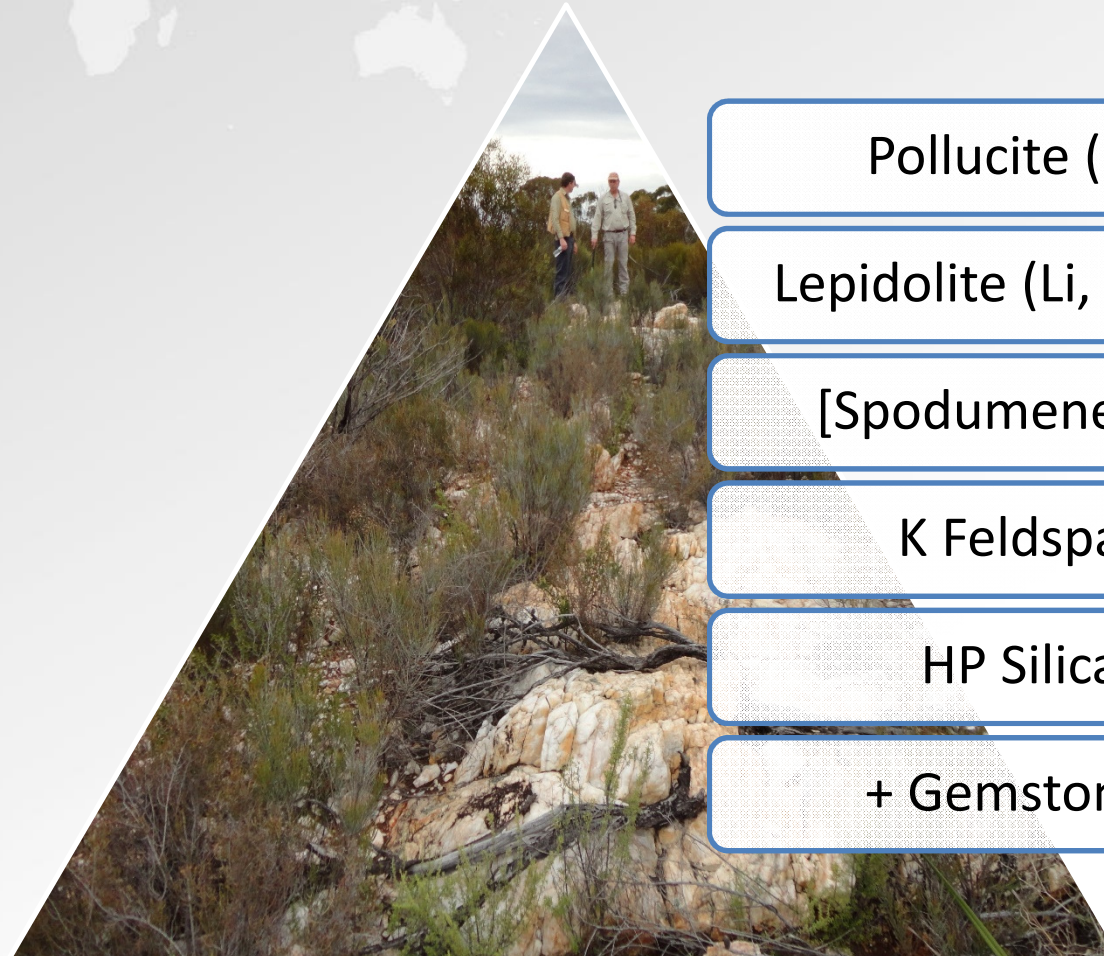 Pollucite (
Lepidolite (Li,
[Spodumene
K Feldspa
HP Silica
+ Gemston